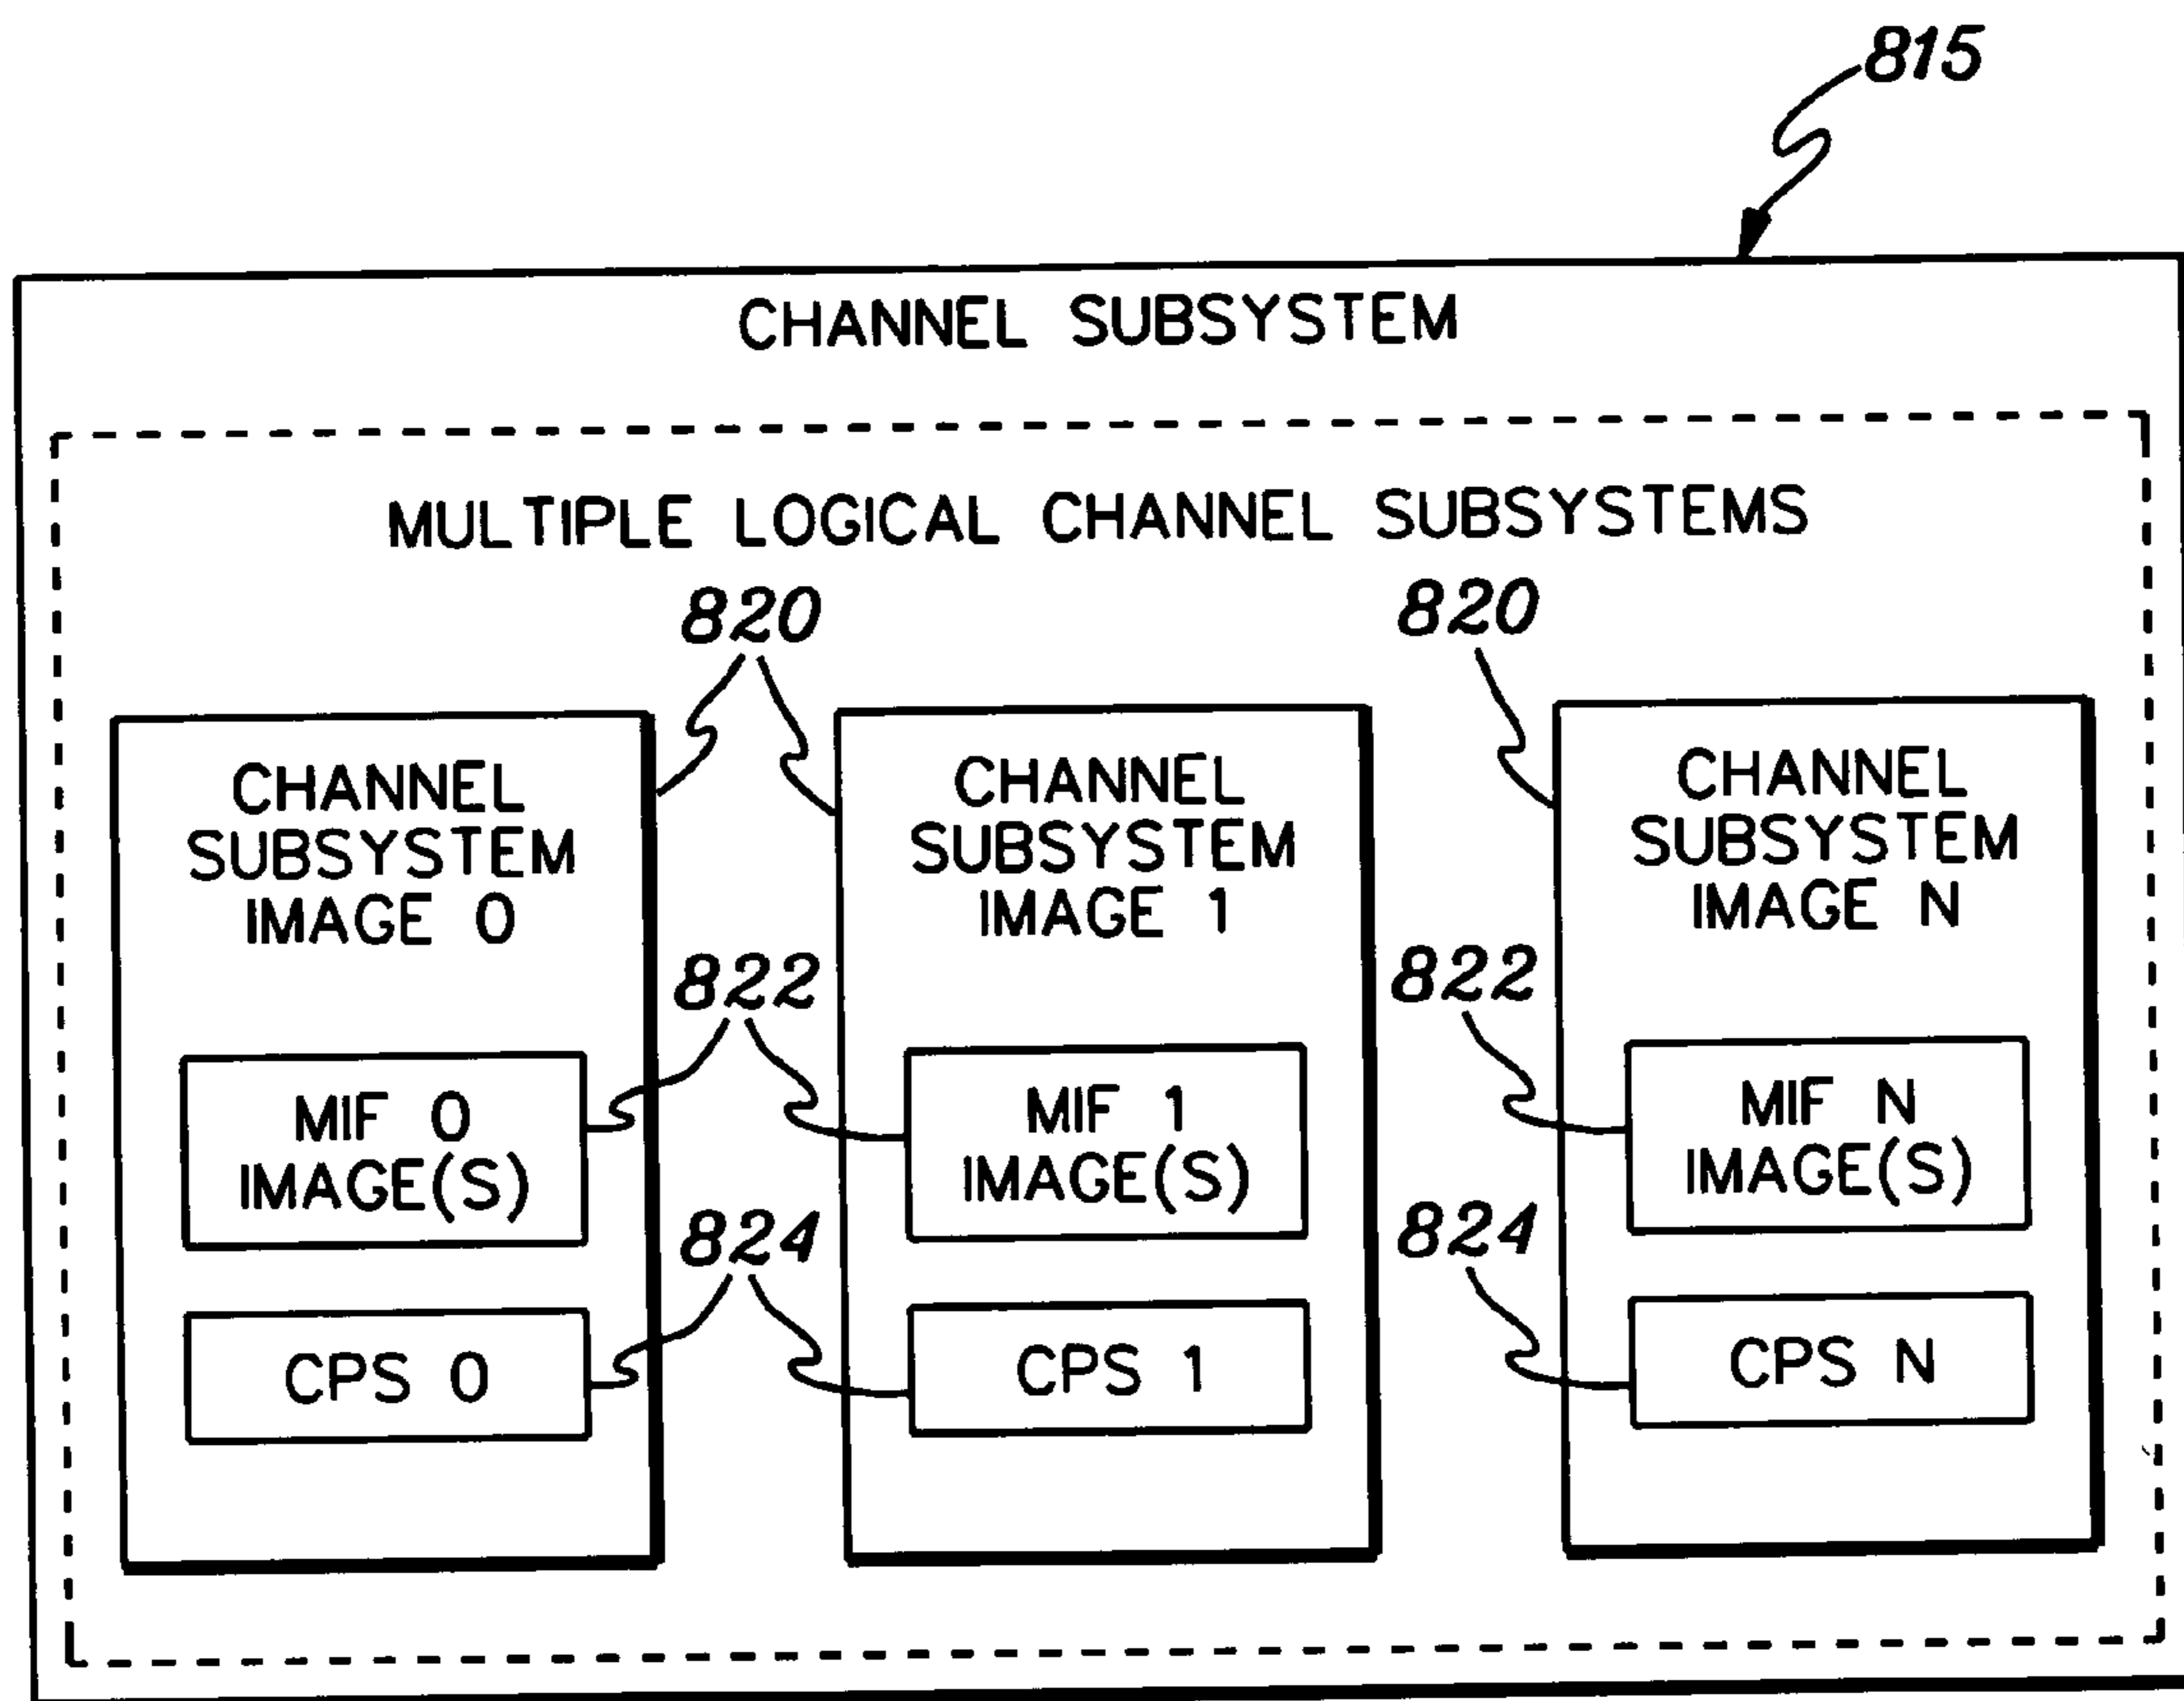 815
CHANNEL SUBSYSTEM
MULTIPLE LOGICAL CHANNEL SUBSYSTEMS
820
820
CHANNEL
SUBSYSTEM
IMAGE 0
CHANNEL
SUBSYSTEM
IMAGE 1
CHANNEL
SUBSYSTEM
IMAGE N
822
822
MIF 0
IMAGE(S)
MIF 1
IMAGE(S)
MIF N
IMAGE(S)
824
824
CPS 0
CPS 1
CPS N